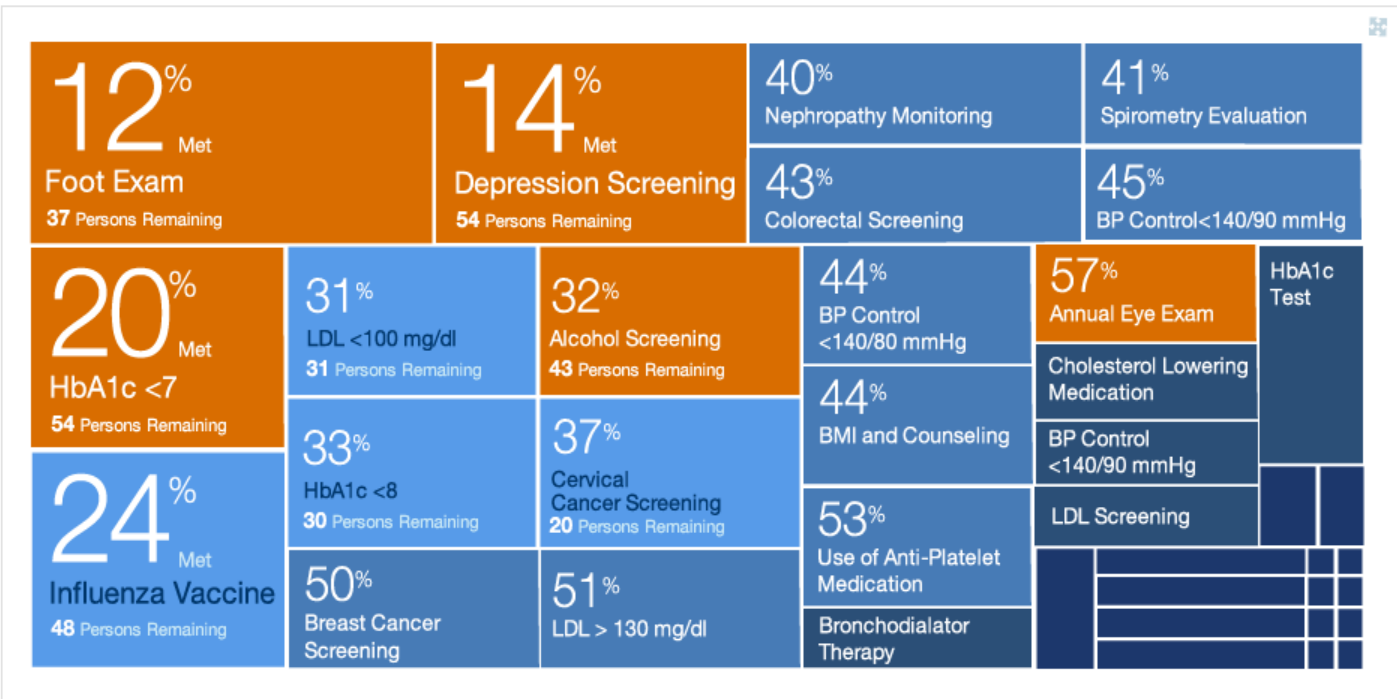 12%
Met
Foot Exam
37 Persons Remaining
14%
Met
Depression Screening
54 Persons Remaining
40%
Nephropathy Monitoring
41%
Spirometry Evaluation
43%
Colorectal Screening
45%
BP Control<140/90 mmHg
20%
Met
HbA1c <7
54 Persons Remaining
31%
LDL <100 mg/dl
31 Persons Remaining
32%
Alcohol Screening
43 Persons Remaining
44%
BP Control
<140/80 mmHg
57%
Annual Eye Exam
HbA1c
Test
Cholesterol Lowering
Medication
44%
BMI and Counseling
BP Control
<140/90 mmHg
33%
HbA1c <8
30 Persons Remaining
37%
Cervical
Cancer Screening
20 Persons Remaining
24%
Met
Influenza Vaccine
48 Persons Remaining
53%
Use of Anti-Platelet
Medication
LDL Screening
50%
Breast Cancer
Screening
51%
LDL > 130 mg/dl
Bronchodialator
Therapy